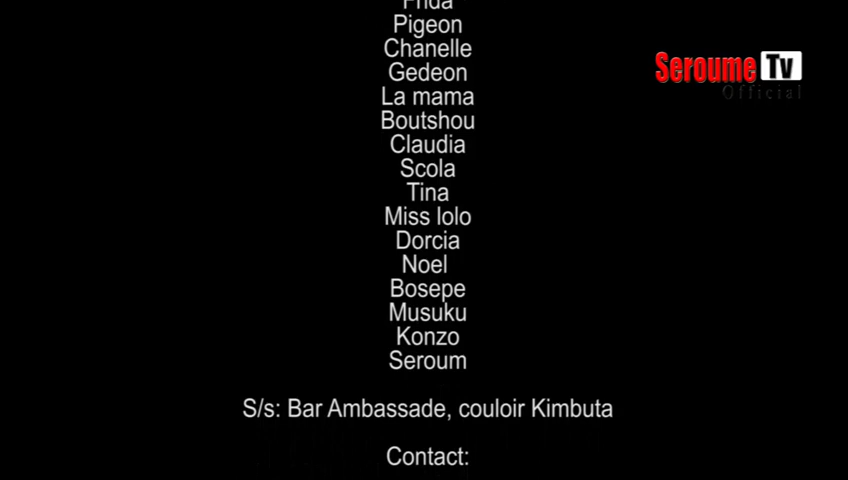 Frida
Pigeon
Chanelle
Gedeon
La mama
Boutshou
Claudia
Scola
Tina
Miss lolo
Dorcia
Noel
Bosepe
Musuku
Konzo
Seroum
S/s: Bar Ambassade, couloir Kimbuta
Contact:
Seroume Tv
Official